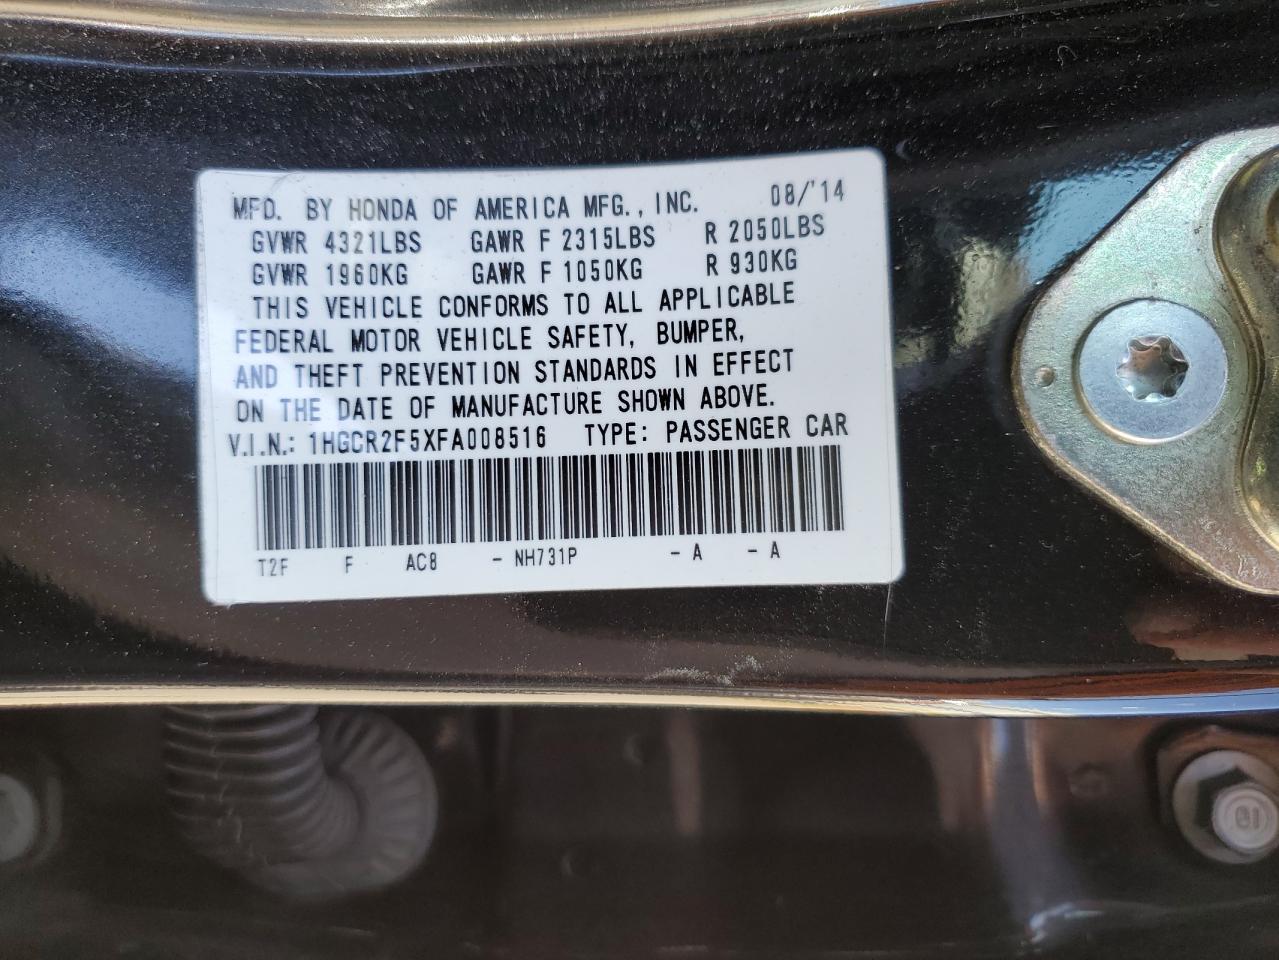 MFD. BY HONDA OF AMERICA MFG., INC. 08/'14
GVWR 4321LBS GAWR F 2315LBS R 2050LBS
GVWR 1960KG GAWR F 1050KG R 930KG
THIS VEHICLE CONFORMS TO ALL APPLICABLE
FEDERAL MOTOR VEHICLE SAFETY, BUMPER,
AND THEFT PREVENTION STANDARDS IN EFFECT
ON THE DATE OF MANUFACTURE SHOWN ABOVE.
V.I.N.: 1HGCR2F5XFA008516 TYPE: PASSENGER CAR
T2F F AC8 - NH731P - A - A